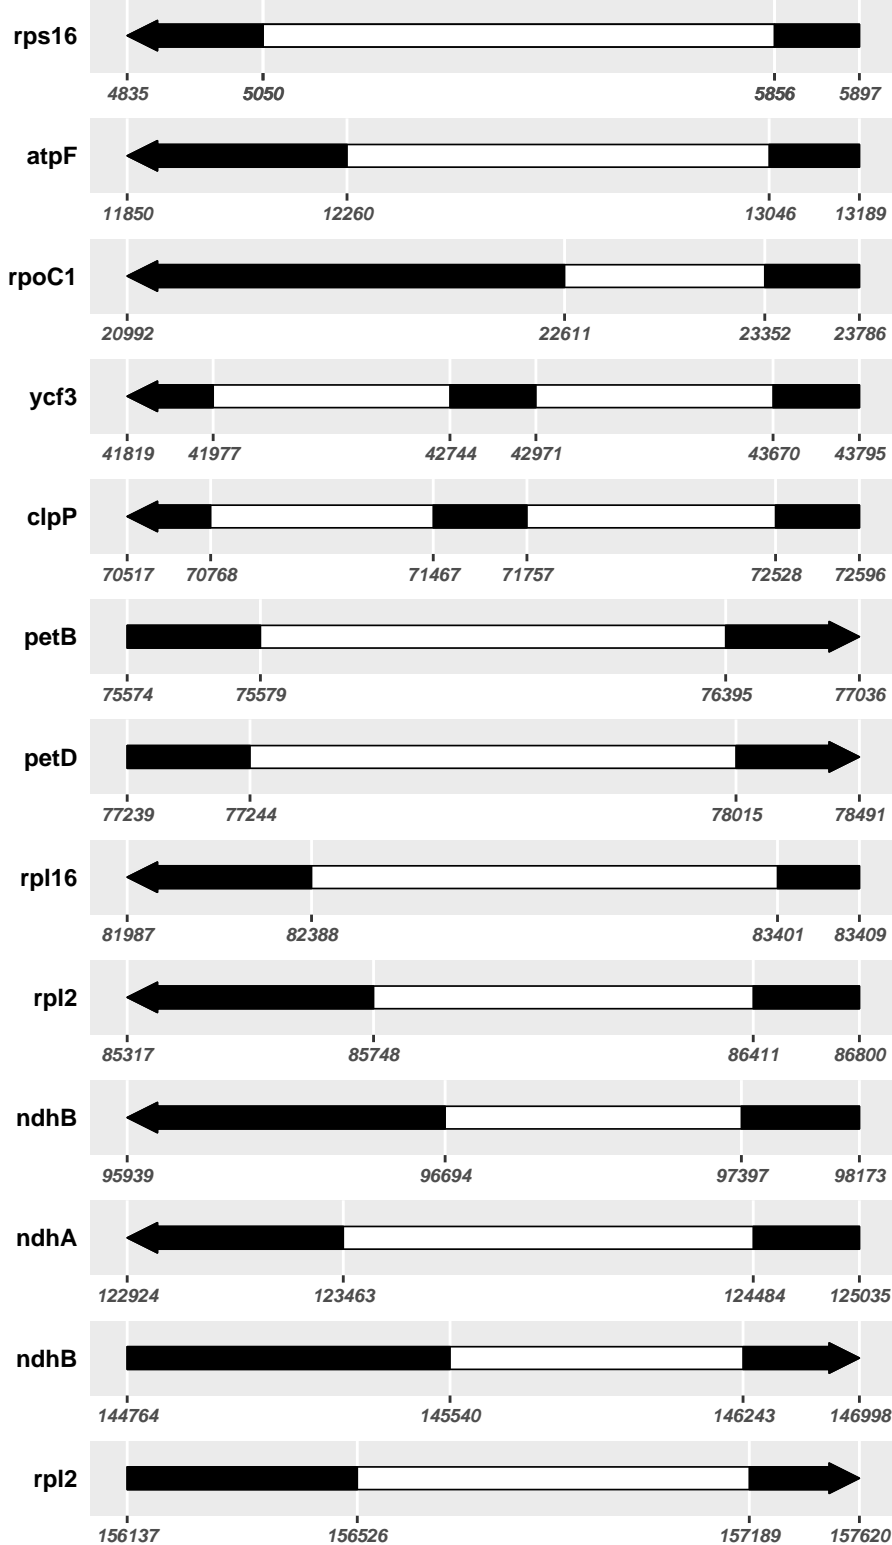 rps16
4835 5050 5856 5897
atpF
11850 12260 13046 13189
rpoC1
20992 22611 23352 23786
ycf3
41819 41977 42744 42971 43670 43795
clpP
70517 70768 71467 71757 72528 72596
petB
75574 75579 76395 77036
petD
77239 77244 78015 78491
rpl16
81987 82388 83401 83409
rpl2
85317 85748 86411 86800
ndhB
95939 96694 97397 98173
ndhA
122924 123463 124484 125035
ndhB
144764 145540 146243 146998
rpl2
156137 156526 157189 157620